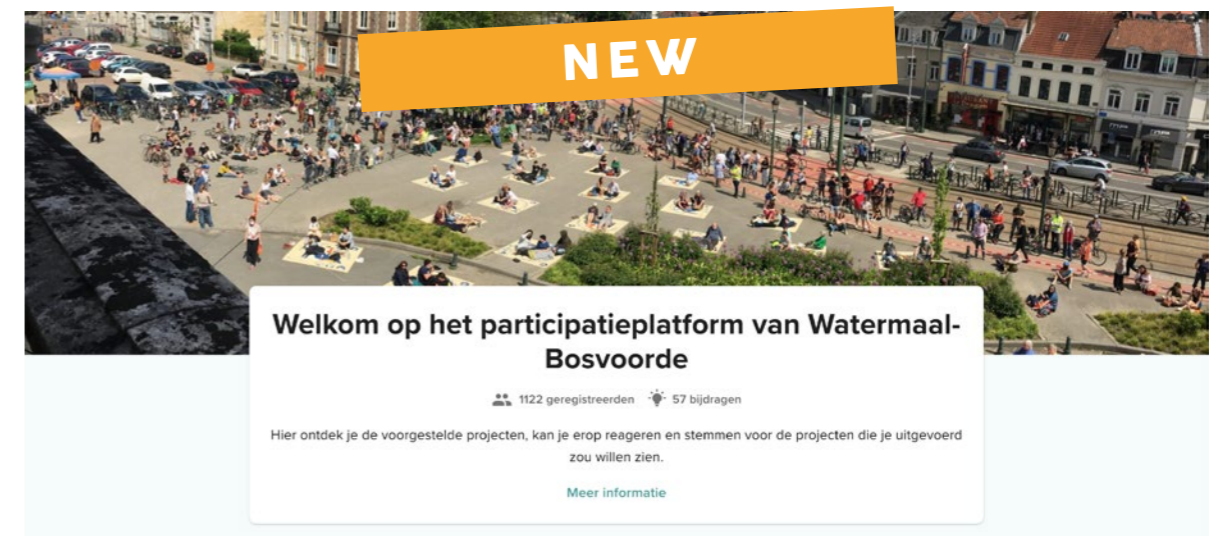 NEW
Welkom op het participatieplatform van Watermaal-
Bosvoorde
1122 geregistreerden 57 bijdragen
Hier ontdek je de voorgestelde projecten, kan je erop reageren en stemmen voor de projecten die je uitgevoerd
zou willen zien.
Meer informatie